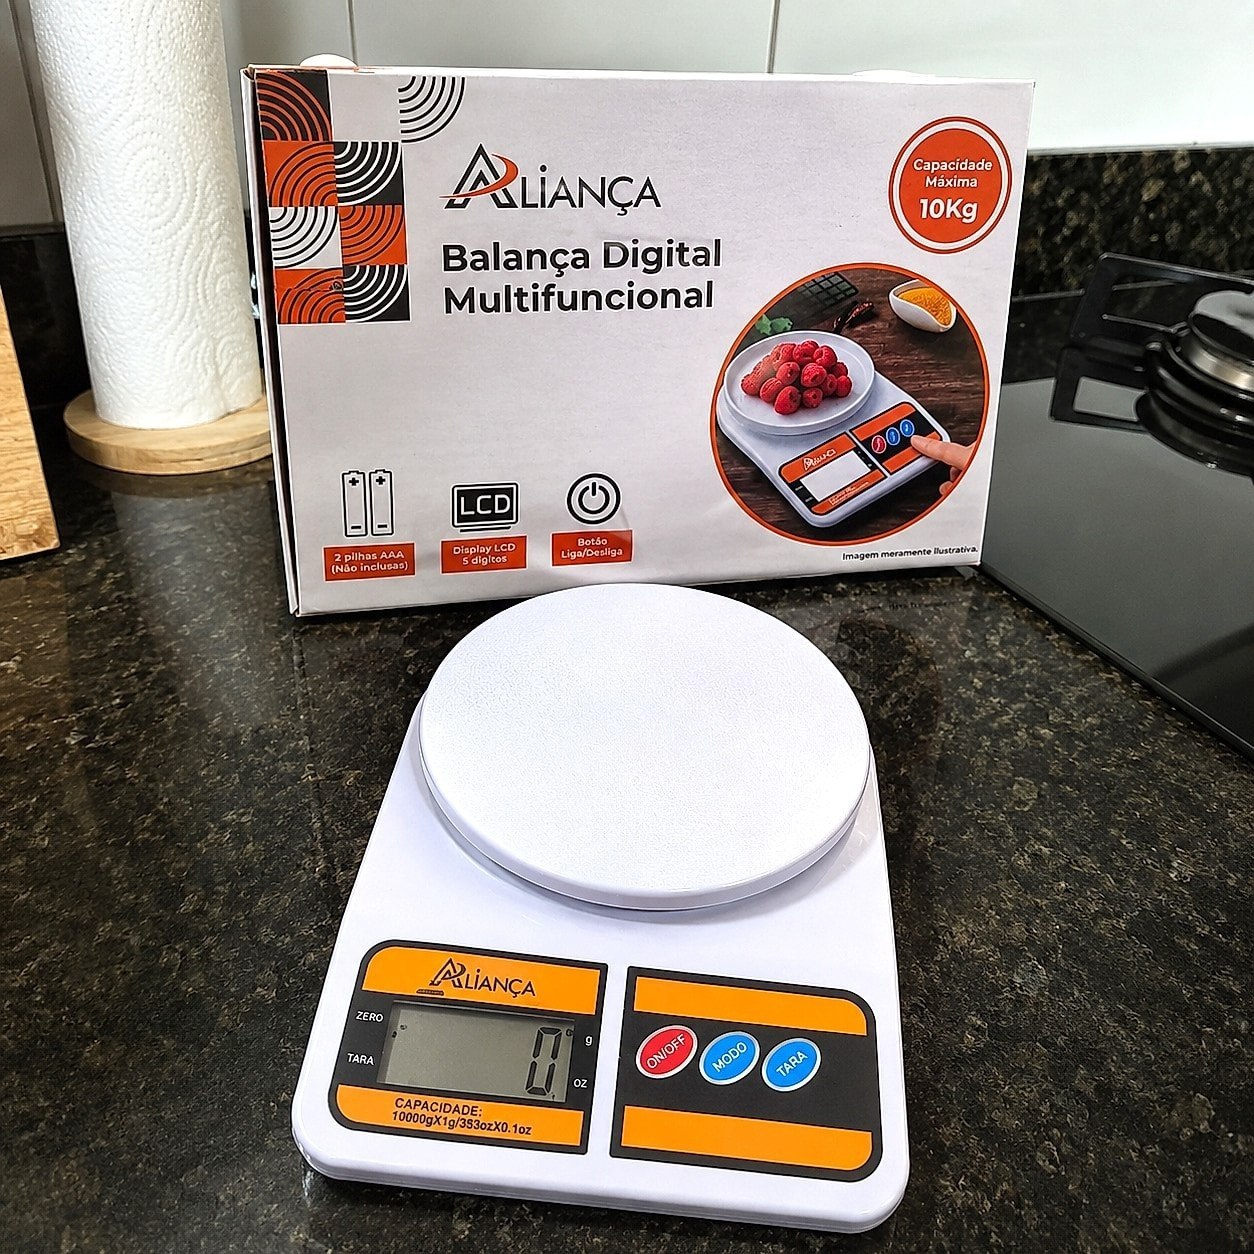 ALIANÇA
Balança Digital
Multifuncional
Capacidade
Máxima
10Kg
ALIANÇA
LCD
2 pilhas AAA
(Não inclusas)
Display LCD
5 dígitos
Botão
Liga/Desliga
Imagem meramente ilustrativa.
ALIANÇA
ZERO
TARA
0
g
OZ
CAPACIDADE:
10000gX1g/353ozX0.1oz
ON/OFF
MODO
TARA